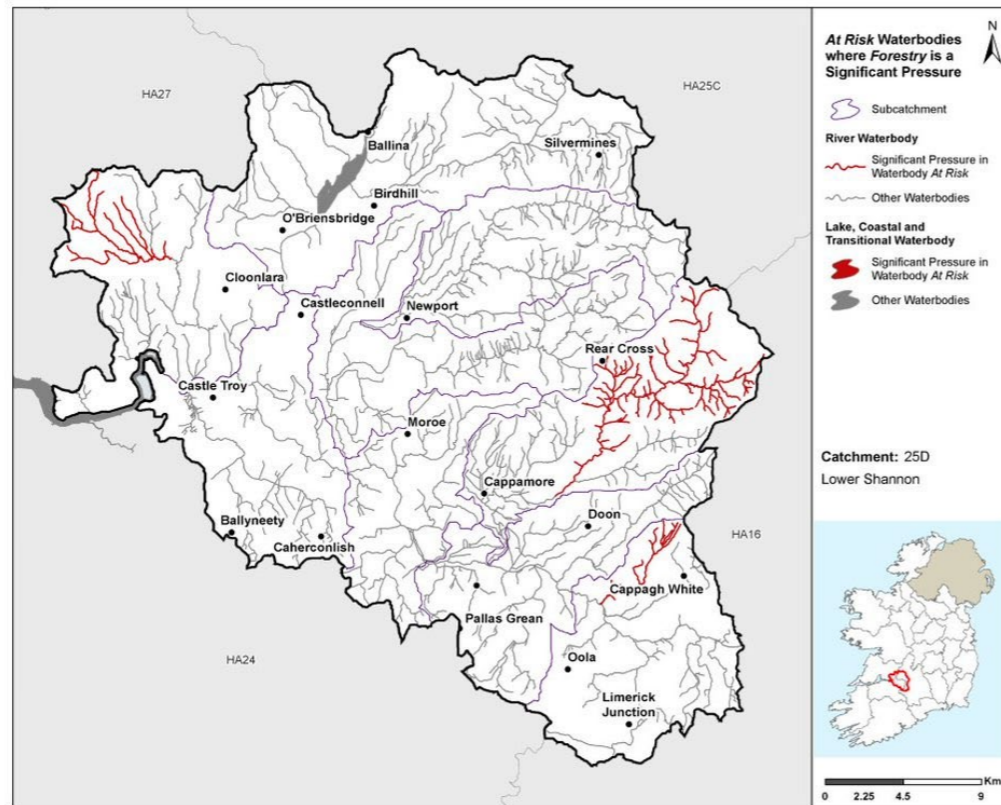 HA27
HA25C
Ballina
Silvermines
Birdhill
O'Briensbridge
Cloonlara
Castleconnell
Newport
Rear Cross
Castle Troy
Moroe
Cappamore
Doon
Ballyneety
Caherconlish
HA16
Cappagh White
Pallas Grean
HA24
Oola
Limerick
Junction
N
At Risk Waterbodies
where Forestry is a
Significant Pressure
Subcatchment
River Waterbody
Significant Pressure in
Waterbody At Risk
Other Waterbodies
Lake, Coastal and
Transitional Waterbody
Significant Pressure in
Waterbody At Risk
Other Waterbodies
Catchment: 25D
Lower Shannon
Km
0 2.25 4.5 9